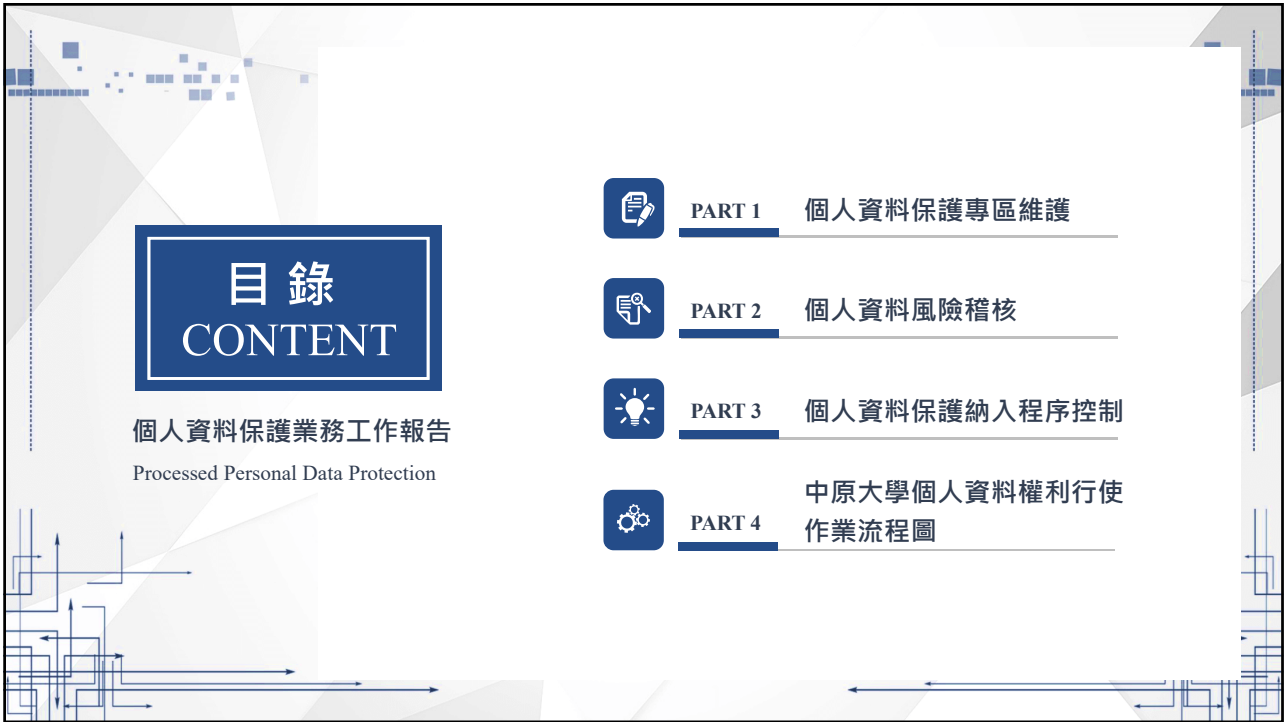 目錄
CONTENT
個人資料保護業務工作報告
Processed Personal Data Protection
PART 1 個人資料保護專區維護
PART 2 個人資料風險稽核
PART 3 個人資料保護納入程序控制
PART 4 中原大學個人資料權利行使
作業流程圖